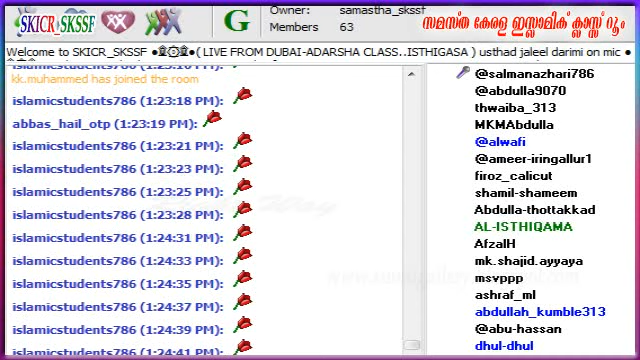 SKICR_SKSSF
G
Owner: samastha_skssf
Members 63
സമസ്ത കേരള ഇസ്ലാമിക് ക്ലാസ്സ് റൂം
Welcome to SKICR_SKSSF ●۩۞۩●( LIVE FROM DUBAI-ADARSHA CLASS..ISTHIGASA ) usthad jaleel darimi on mic ●
kk.muhammed has joined the room
islamicstudents786 (1:23:18 PM):
abbas_hail_otp (1:23:19 PM):
islamicstudents786 (1:23:21 PM):
islamicstudents786 (1:23:23 PM):
islamicstudents786 (1:23:25 PM):
islamicstudents786 (1:23:28 PM):
islamicstudents786 (1:24:31 PM):
islamicstudents786 (1:24:33 PM):
islamicstudents786 (1:24:35 PM):
islamicstudents786 (1:24:37 PM):
islamicstudents786 (1:24:39 PM):
islamicstudents786 (1:24:41 PM):
@salmanazhari786
@abdulla9070
thwaiba_313
MKMAbdulla
@alwafi
@ameer-iringallur1
firoz_calicut
shamil-shameem
Abdulla-thottakkad
AL-ISTHIQAMA
AfzalH
mk.shajid.ayyaya
msvppp
ashraf_ml
abdullah_kumble313
@abu-hassan
dhul-dhul